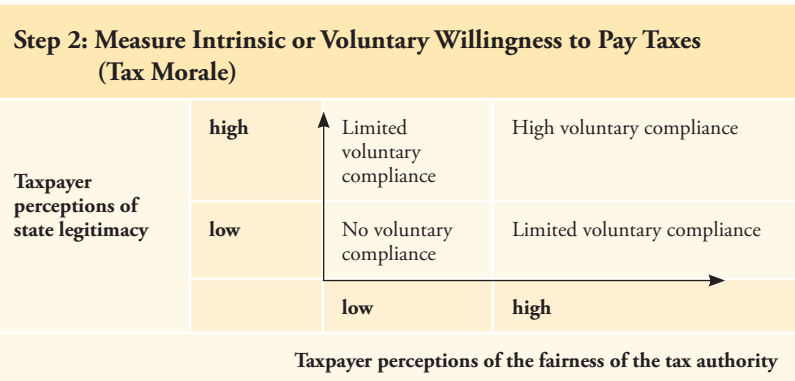 Step 2: Measure Intrinsic or Voluntary Willingness to Pay Taxes
(Tax Morale)
Taxpayer
perceptions of
state legitimacy
high
Limited
voluntary
compliance
High voluntary compliance
low
No voluntary
compliance
Limited voluntary compliance
low
high
Taxpayer perceptions of the fairness of the tax authority